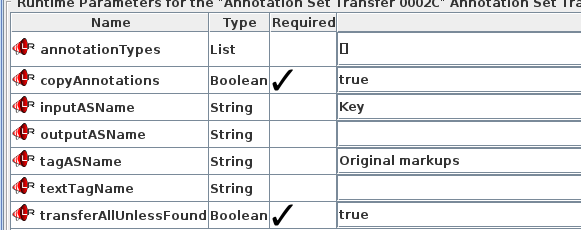 Runtime Parameters for the "Annotation Set Transfer 0002C" Annotation Set Tra
Name Type Required
annotationTypes List []
copyAnnotations Boolean ✓ true
inputASName String Key
outputASName String
tagASName String Original markups
textTagName String
transferAllUnlessFound Boolean ✓ true